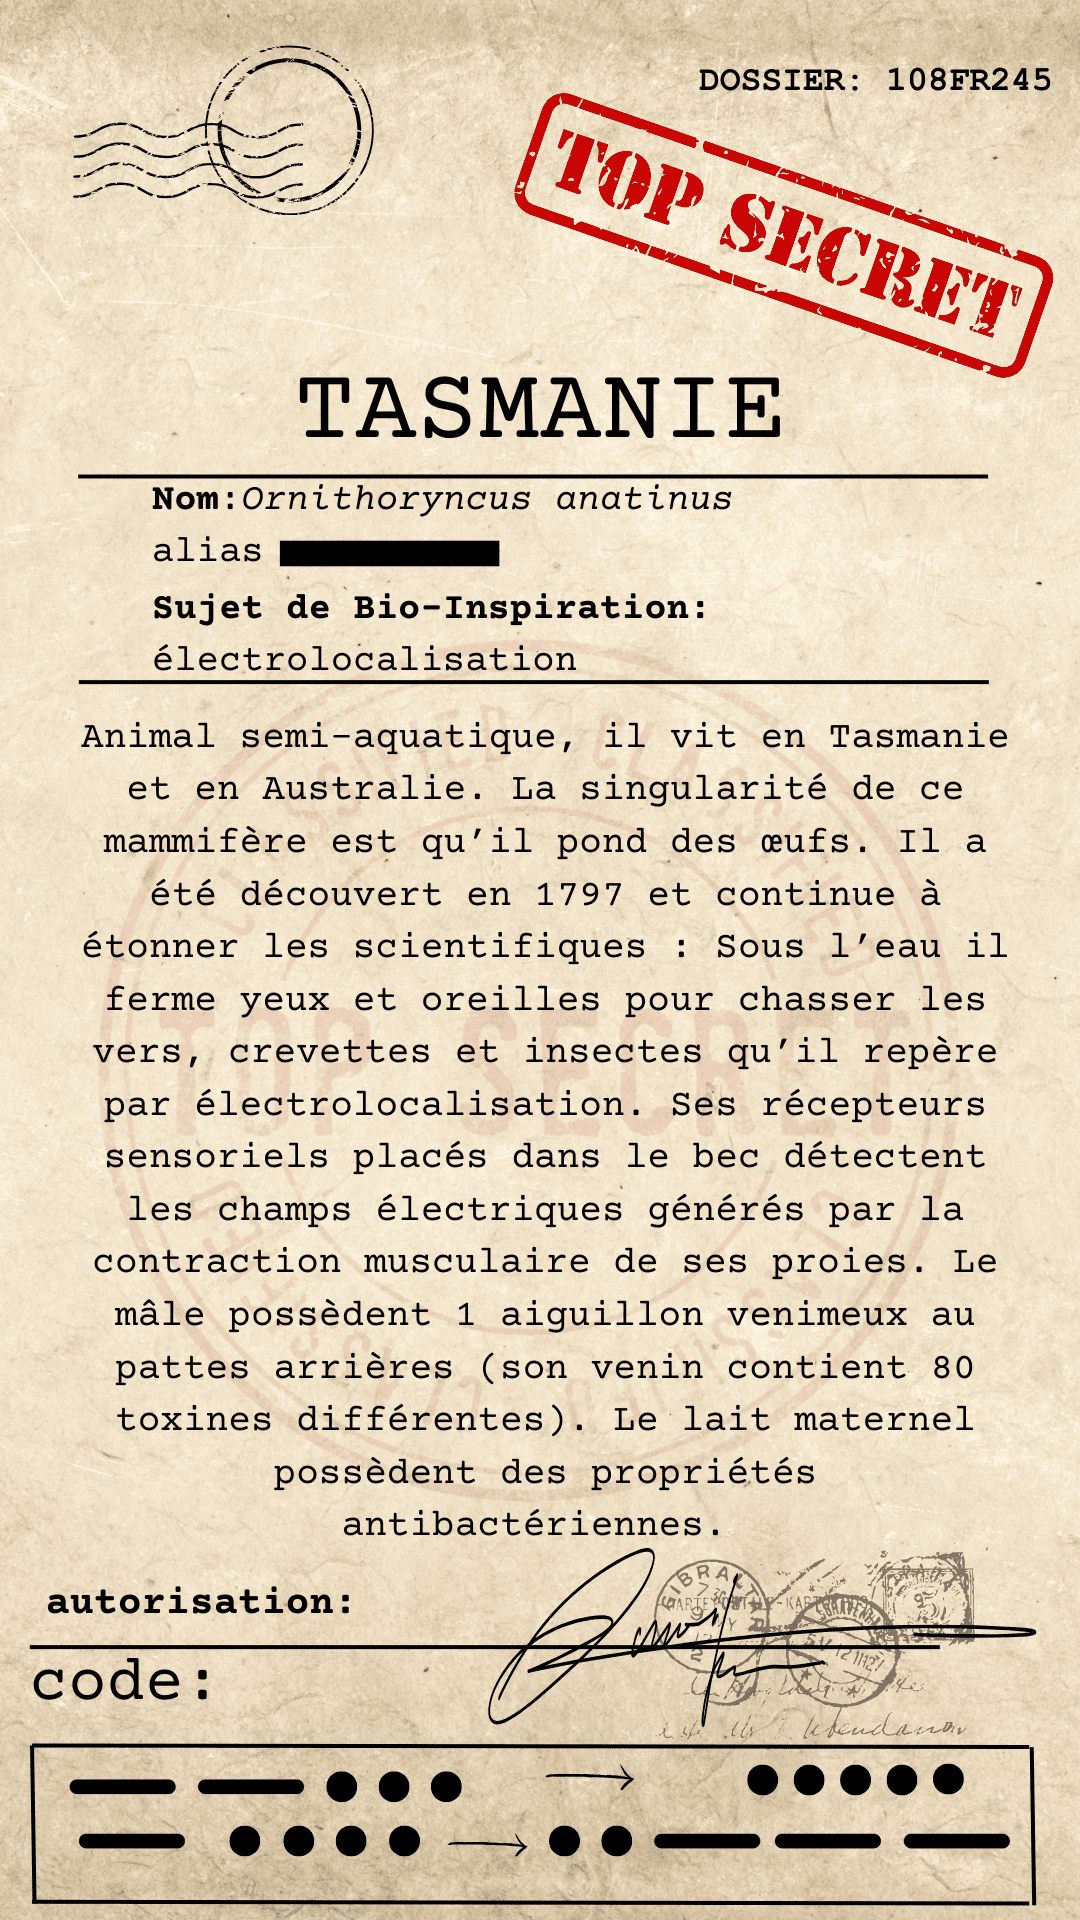 DOSSIER: 108FR245
TOP SECRET
TASMANIE
Nom:Ornithoryncus anatinus
alias
Sujet de Bio-Inspiration:
électrolocalisation
Animal semi-aquatique, il vit en Tasmanie
et en Australie. La singularité de ce
mammifère est qu’il pond des œufs. Il a
été découvert en 1797 et continue à
étonner les scientifiques : Sous l’eau il
ferme yeux et oreilles pour chasser les
vers, crevettes et insectes qu’il repère
par électrolocalisation. Ses récepteurs
sensoriels placés dans le bec détectent
les champs électriques générés par la
contraction musculaire de ses proies. Le
mâle possèdent 1 aiguillon venimeux au
pattes arrières (son venin contient 80
toxines différentes). Le lait maternel
possèdent des propriétés
antibactériennes.
TOP SECRET
CLASSIFIED CLASSIFIED
autorisation:
GIBRALTAR
code: